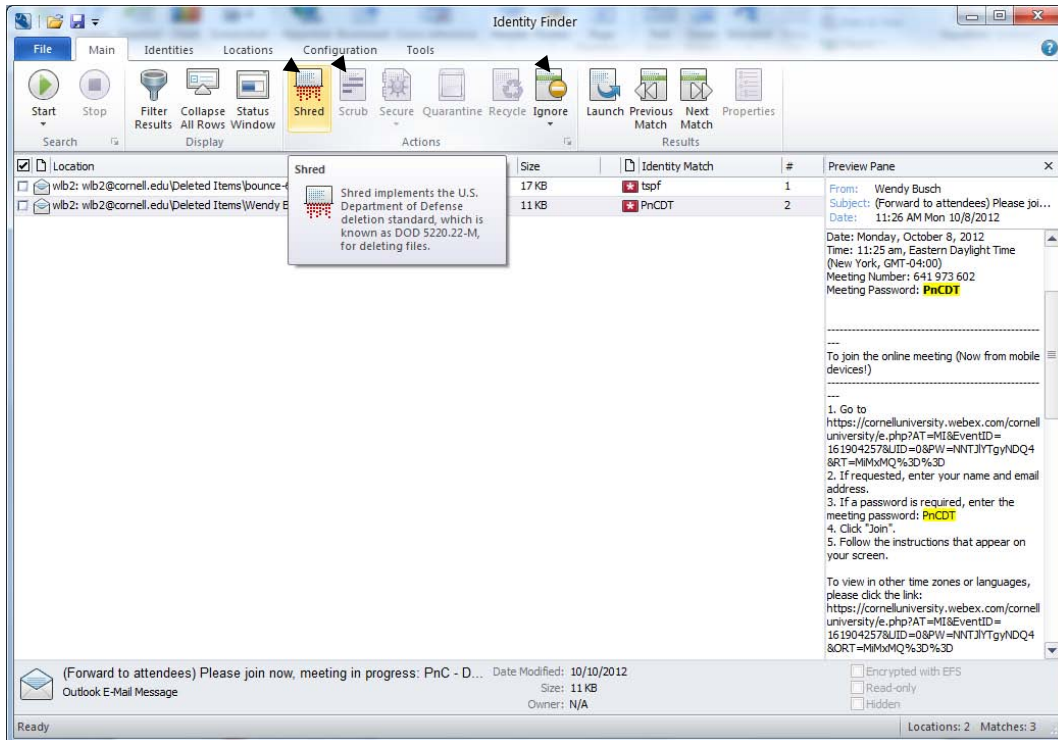 Identity Finder
File Main Identities Locations Configuration Tools
Start Stop Filter Results Collapse All Rows Status Window Shred Scrub Secure Quarantine Recycle Ignore Launch Previous Match Next Match Properties
Search Display Actions Results
Location Size Identity Match #
wlb2: wlb2@cornell.edu\Deleted Items\bounce- 17 KB tspf 1
wlb2: wlb2@cornell.edu\Deleted Items\Wendy B 11 KB PnCDT 2
Shred
Shred implements the U.S.
Department of Defense
deletion standard, which is
known as DOD 5220.22-M,
for deleting files.
Preview Pane
From: Wendy Busch
Subject: (Forward to attendees) Please joi...
Date: 11:26 AM Mon 10/8/2012
Date: Monday, October 8, 2012
Time: 11:25 am, Eastern Daylight Time
(New York, GMT-04:00)
Meeting Number: 641 973 602
Meeting Password: PnCDT
-------------------------------------------------------
---
To join the online meeting (Now from mobile
devices!)
-------------------------------------------------------
---
1. Go to
https://cornelluniversity.webex.com/cornell
university/e.php?AT=MI&EventID=
161904257&UID=0&PW=NNTJlYTgyNDQ4
&RT=MiMxMQ%3D%3D
2. If requested, enter your name and email
address.
3. If a password is required, enter the
meeting password: PnCDT
4. Click "Join".
5. Follow the instructions that appear on
your screen.
To view in other time zones or languages,
please click the link:
https://cornelluniversity.webex.com/cornell
university/e.php?AT=MI&EventID=
161904257&UID=0&PW=NNTJlYTgyNDQ4
&ORT=MiMxMQ%3D%3D
(Forward to attendees) Please join now, meeting in progress: PnC - D... Date Modified: 10/10/2012
Outlook E-Mail Message Size: 11 KB
Owner: N/A
Encrypted with EFS
Read-only
Hidden
Ready Locations: 2 Matches: 3